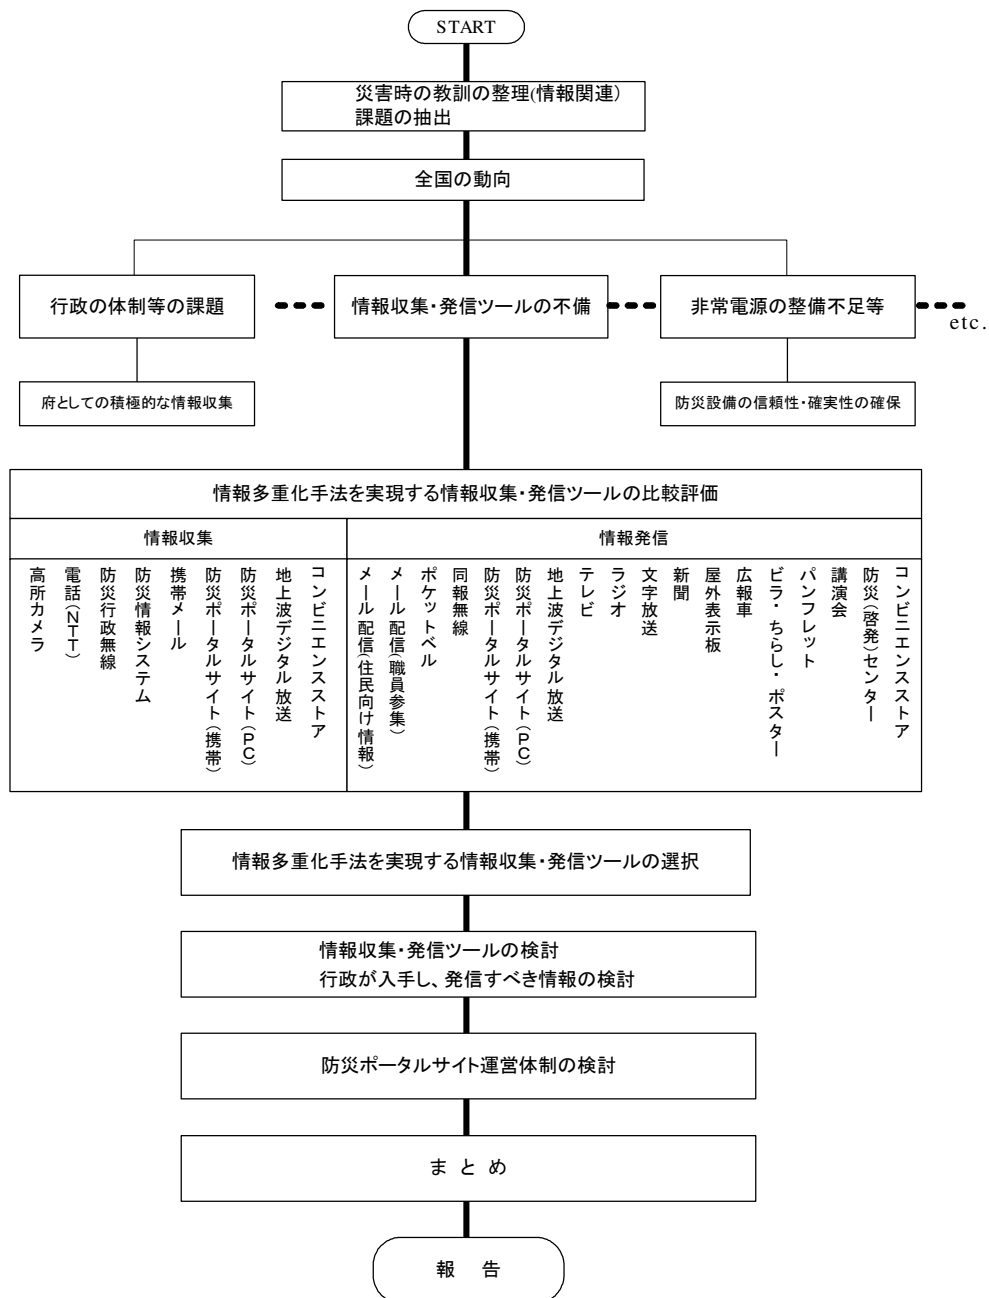 START
災害時の教訓の整理(情報関連)
課題の抽出
全国の動向
行政の体制等の課題
情報収集・発信ツールの不備
非常電源の整備不足等
etc.
府としての積極的な情報収集
防災設備の信頼性・確実性の確保
情報多重化手法を実現する情報収集・発信ツールの比較評価
情報収集
情報発信
高所カメラ
電話(NTT)
防災行政無線
防災情報システム
携帯メール
防災ポータルサイト(携帯)
防災ポータルサイト(PC)
地上波デジタル放送
コンビニエンスストア
メール配信(住民向け情報)
メール配信(職員参集)
ポケットベル
同報無線
防災ポータルサイト(携帯)
防災ポータルサイト(PC)
地上波デジタル放送
テレビ
ラジオ
文字放送
新聞
屋外表示板
広報車
ビラ・ちらし・ポスター
パンフレット
講演会
防災(啓発)センター
コンビニエンスストア
情報多重化手法を実現する情報収集・発信ツールの選択
情報収集・発信ツールの検討
行政が入手し、発信すべき情報の検討
防災ポータルサイト運営体制の検討
まとめ
報 告